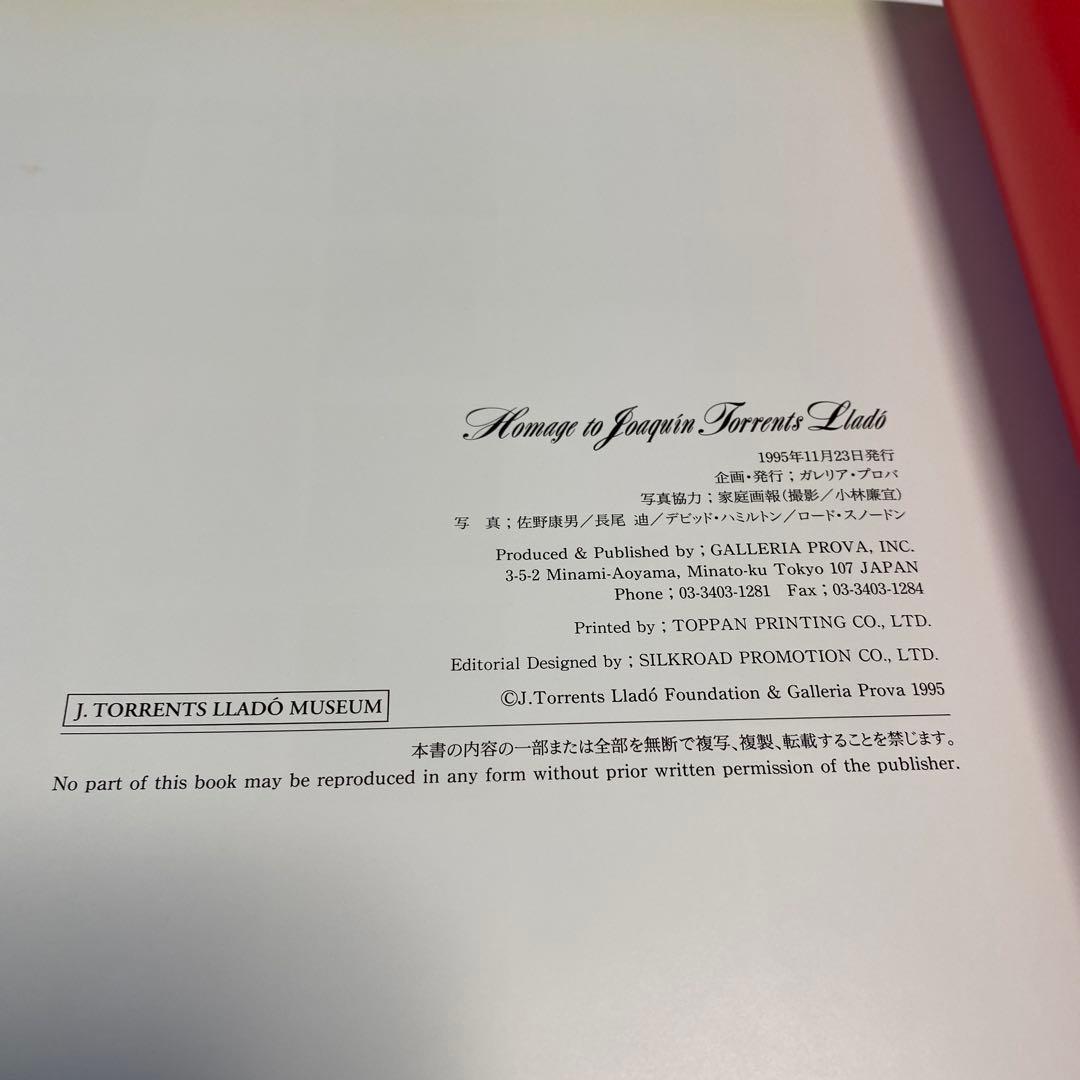 Homage to Joaquín Torrents Lladó
1995年11月23日発行
企画・発行；ガレリア・プロバ
写真協力；家庭画報（撮影／小林廉宜）
写　真；佐野康男／長尾 迪／デビッド・ハミルトン／ロード・スノードン
Produced & Published by ; GALLERIA PROVA, INC.
3-5-2 Minami-Aoyama, Minato-ku Tokyo 107 JAPAN
Phone ; 03-3403-1281　Fax ; 03-3403-1284
Printed by ; TOPPAN PRINTING CO., LTD.
Editorial Designed by ; SILKROAD PROMOTION CO., LTD.
©J.Torrents Lladó Foundation & Galleria Prova 1995
J. TORRENTS LLADÓ MUSEUM
本書の内容の一部または全部を無断で複写、複製、転載することを禁じます。
No part of this book may be reproduced in any form without prior written permission of the publisher.